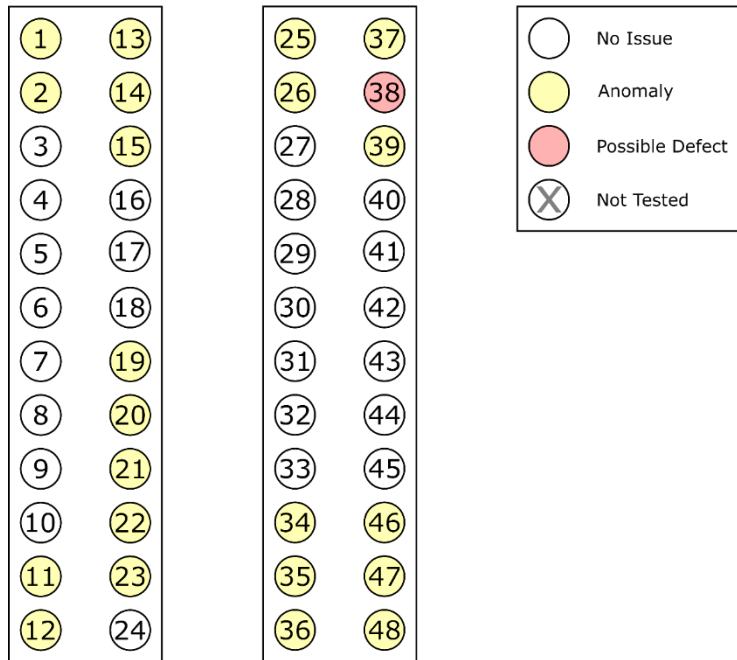 1 13 25 37 No Issue
2 14 26 38 Anomaly
3 15 27 39 Possible Defect
4 16 28 40 X Not Tested
5 17 29 41
6 18 30 42
7 19 31 43
8 20 32 44
9 21 33 45
10 22 34 46
11 23 35 47
12 24 36 48